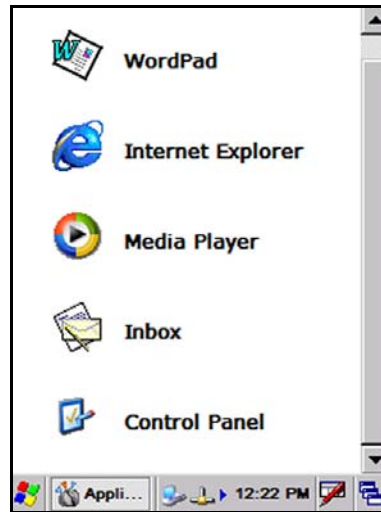 WordPad
Internet Explorer
Media Player
Inbox
Control Panel
Appli... 12:22 PM